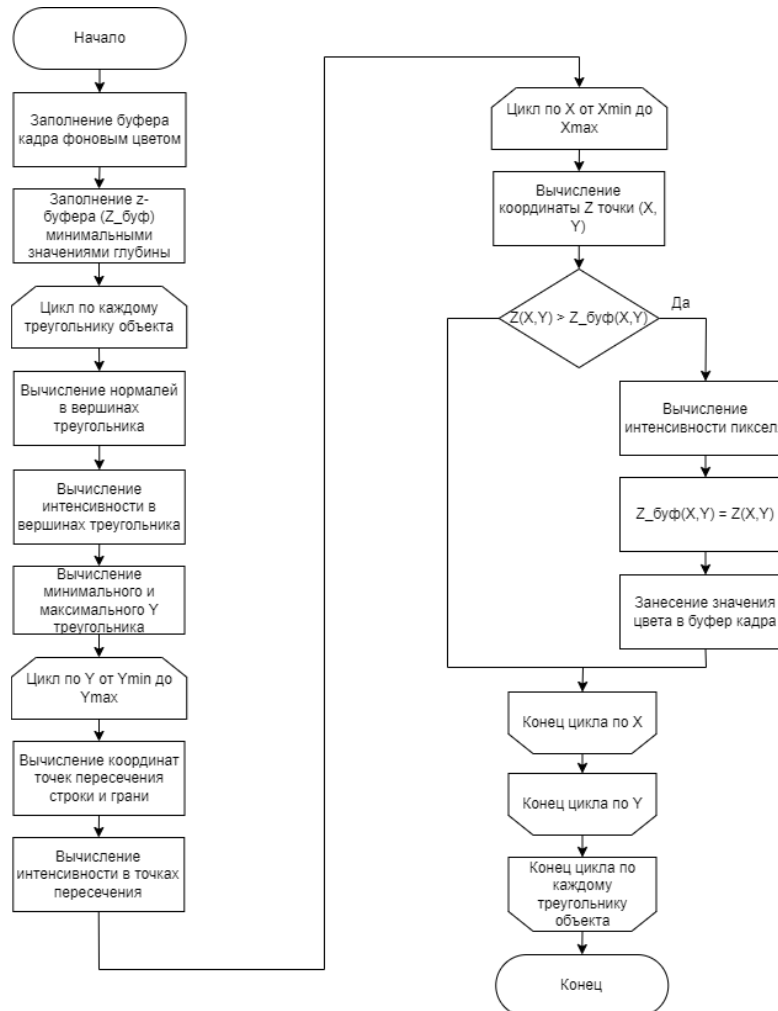 Начало
Заполнение буфера
кадра фоновым цветом
Заполнение z-
буфера (Z_буф)
минимальными
значениями глубины
Цикл по каждому
треугольнику объекта
Вычисление нормалей
в вершинах
треугольника
Вычисление
интенсивности в
вершинах треугольника
Вычисление
минимального и
максимального Y
треугольника
Цикл по Y от Ymin до
Ymax
Вычисление координат
точек пересечения
строки и грани
Вычисление
интенсивности в точках
пересечения
Цикл по X от Xmin до
Xmax
Вычисление
координаты Z точки (X,
Y)
Z(X,Y) > Z_буф(X,Y)
Да
Вычисление
интенсивности пиксел
Z_буф(X,Y) = Z(X,Y)
Занесение значения
цвета в буфер кадра
Конец цикла по X
Конец цикла по Y
Конец цикла по
каждому
треугольнику
объекта
Конец